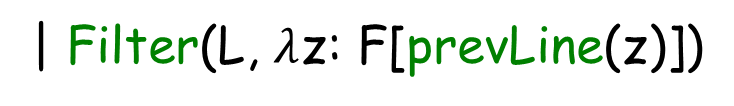 | Filter(L, λz: F[prevLine(z)])